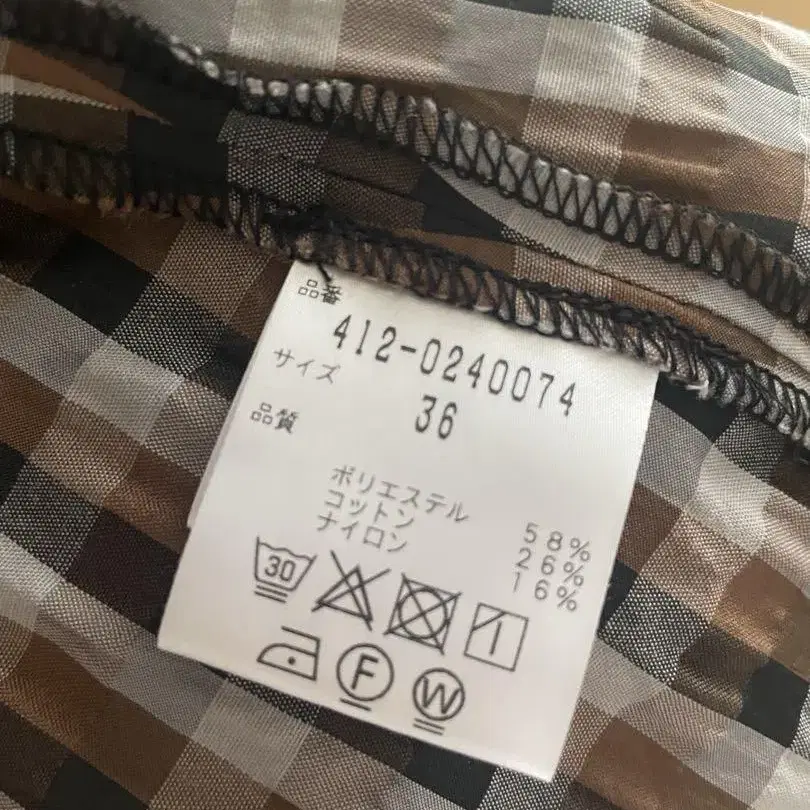 品番
412-0240074
サイズ 36
品質
ポリエステル 58%
コットン 26%
ナイロン 16%
30
F W